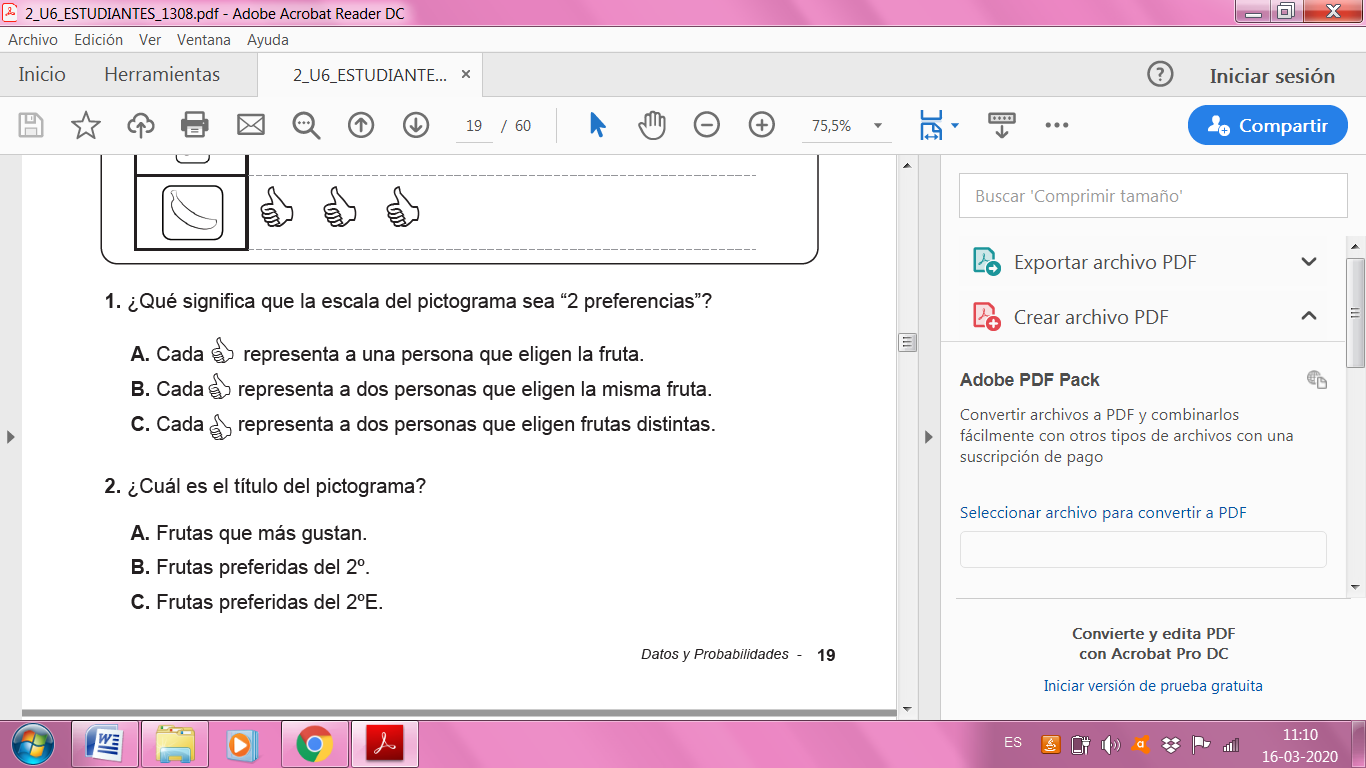 2_U6_ESTUDIANTES_1308.pdf - Adobe Acrobat Reader DC
Archivo Edición Ver Ventana Ayuda
Inicio Herramientas 2_U6_ESTUDIANTE... × Iniciar sesión
19 / 60 75,5% Compartir
Buscar 'Comprimir tamaño'
Exportar archivo PDF
Crear archivo PDF
Adobe PDF Pack
Convertir archivos a PDF y combinarlos
fácilmente con otros tipos de archivos con una
suscripción de pago
Seleccionar archivo para convertir a PDF
Convierte y edita PDF
con Acrobat Pro DC
Iniciar versión de prueba gratuita
1. ¿Qué significa que la escala del pictograma sea “2 preferencias”?
A. Cada representa a una persona que eligen la fruta.
B. Cada representa a dos personas que eligen la misma fruta.
C. Cada representa a dos personas que eligen frutas distintas.
2. ¿Cuál es el título del pictograma?
A. Frutas que más gustan.
B. Frutas preferidas del 2º.
C. Frutas preferidas del 2ºE.
Datos y Probabilidades - 19
ES 11:10
16-03-2020